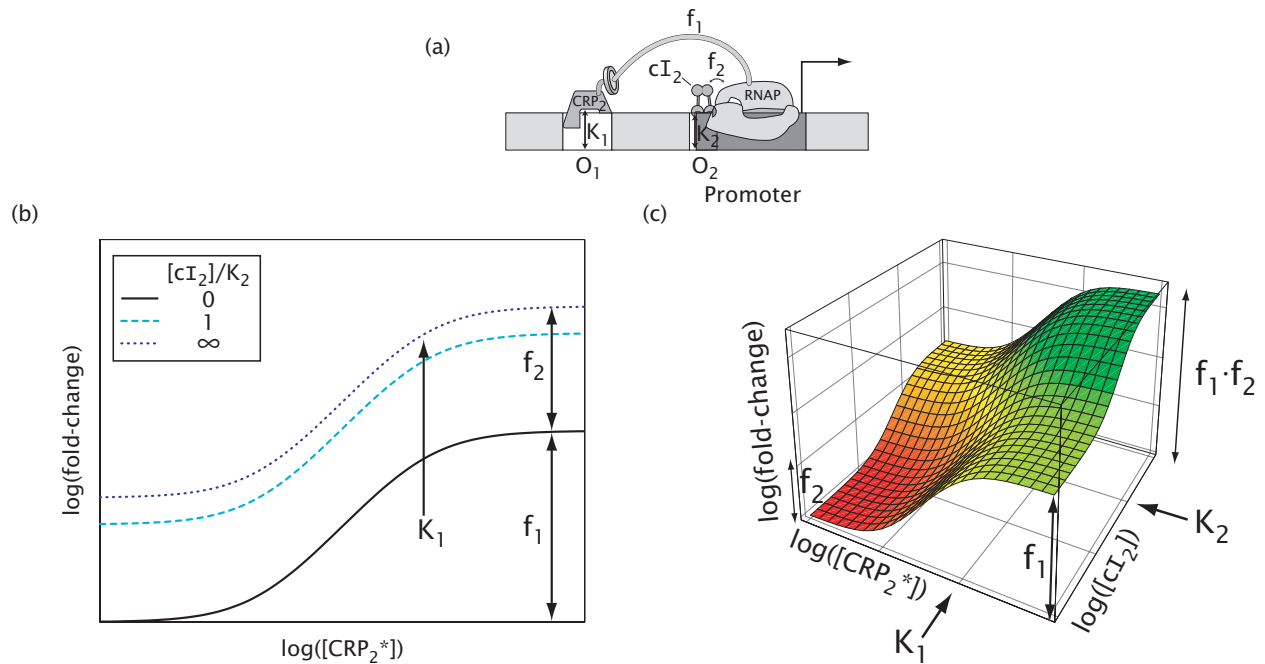 (a)
f1
cI2
f2
CRP2
RNAP
K1
K2
O1
O2
Promoter
(b)
[cI2]/K2
0
1
∞
f2
K1
f1
log(fold-change)
log([CRP2*])
(c)
log(fold-change)
f2
f1·f2
K2
f1
log([CRP2*])
log([cI2])
K1